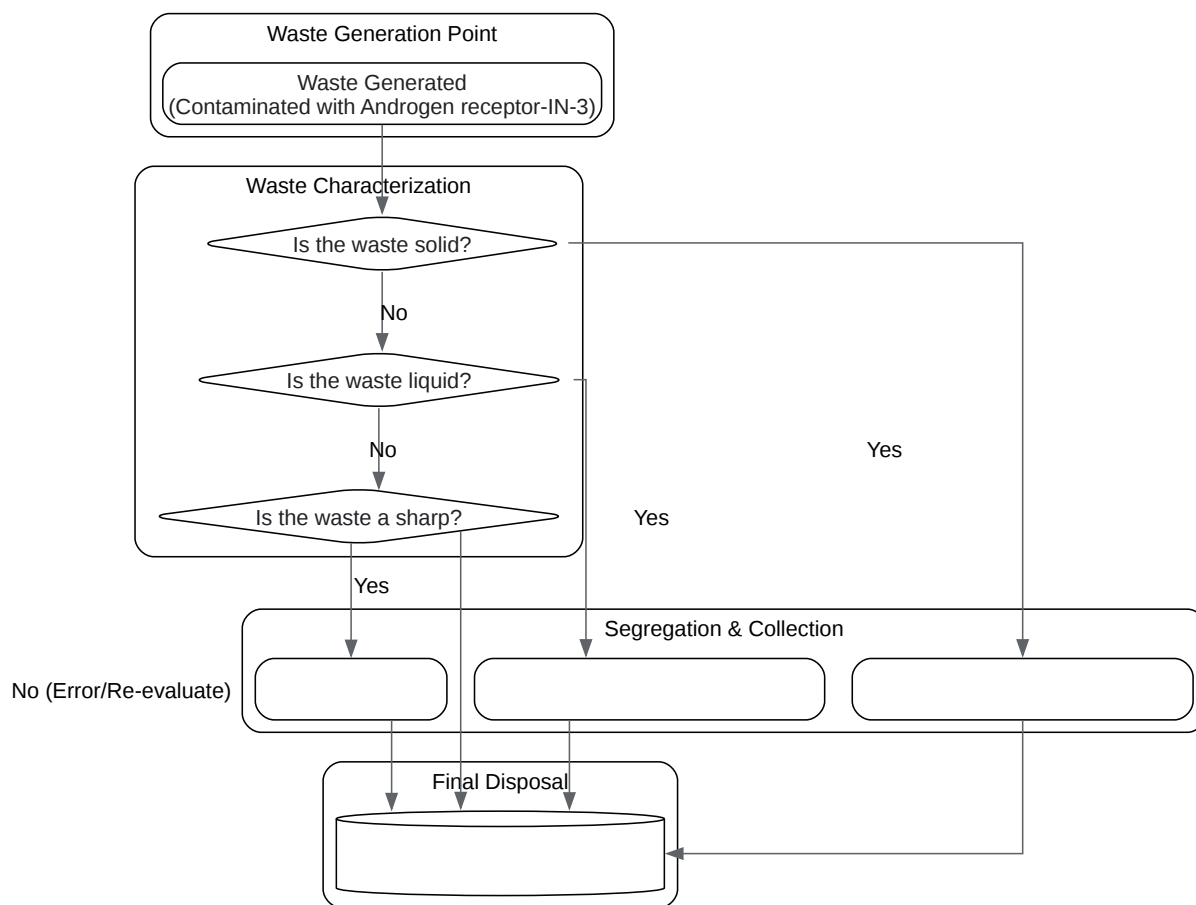 Waste Generation Point
Waste Generated
(Contaminated with Androgen receptor-IN-3)
Waste Characterization
Is the waste solid?
No
Is the waste liquid?
No
Yes
Is the waste a sharp?
Yes
Yes
Segregation & Collection
No (Error/Re-evaluate)
Final Disposal